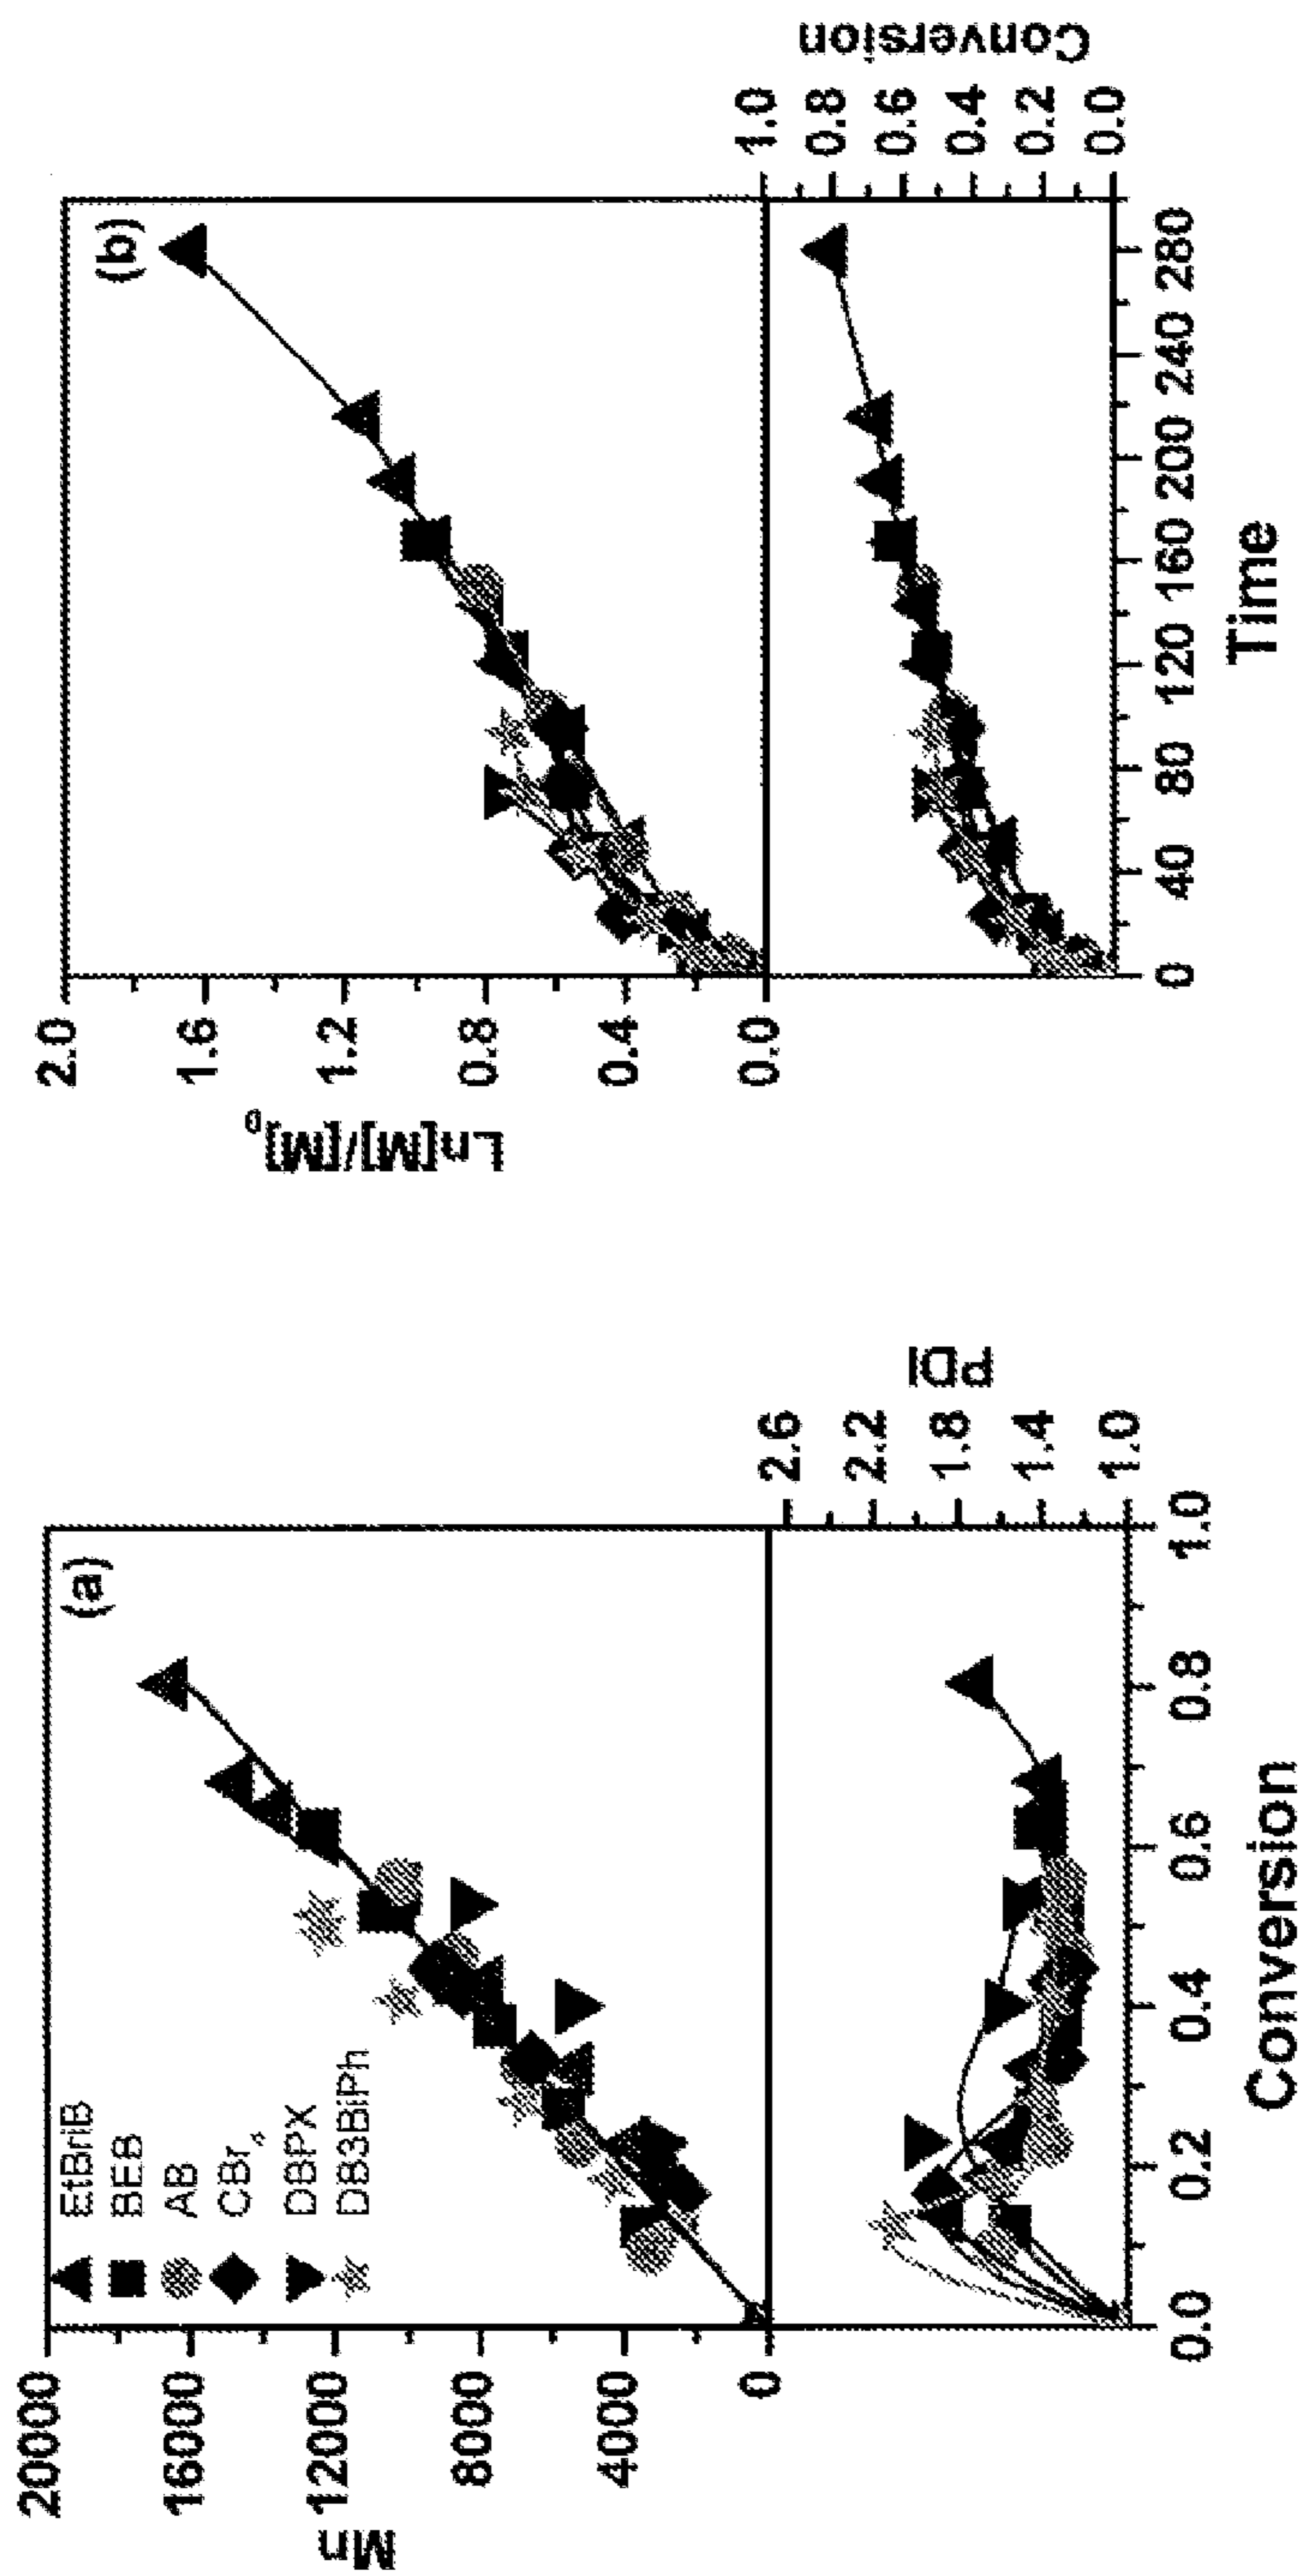 (a)
EtBriB
BEB
AB
CBr4
DBPX
DB3BiPh
Mn
20000
16000
12000
8000
4000
0
PDI
2.6
2.2
1.8
1.4
1.0
0.0 0.2 0.4 0.6 0.8 1.0
Conversion
(b)
Ln[M]/[M]0
2.0
1.6
1.2
0.8
0.4
0.0
Conversion
1.0
0.8
0.6
0.4
0.2
0.0
0 40 80 120 160 200 240 280
Time